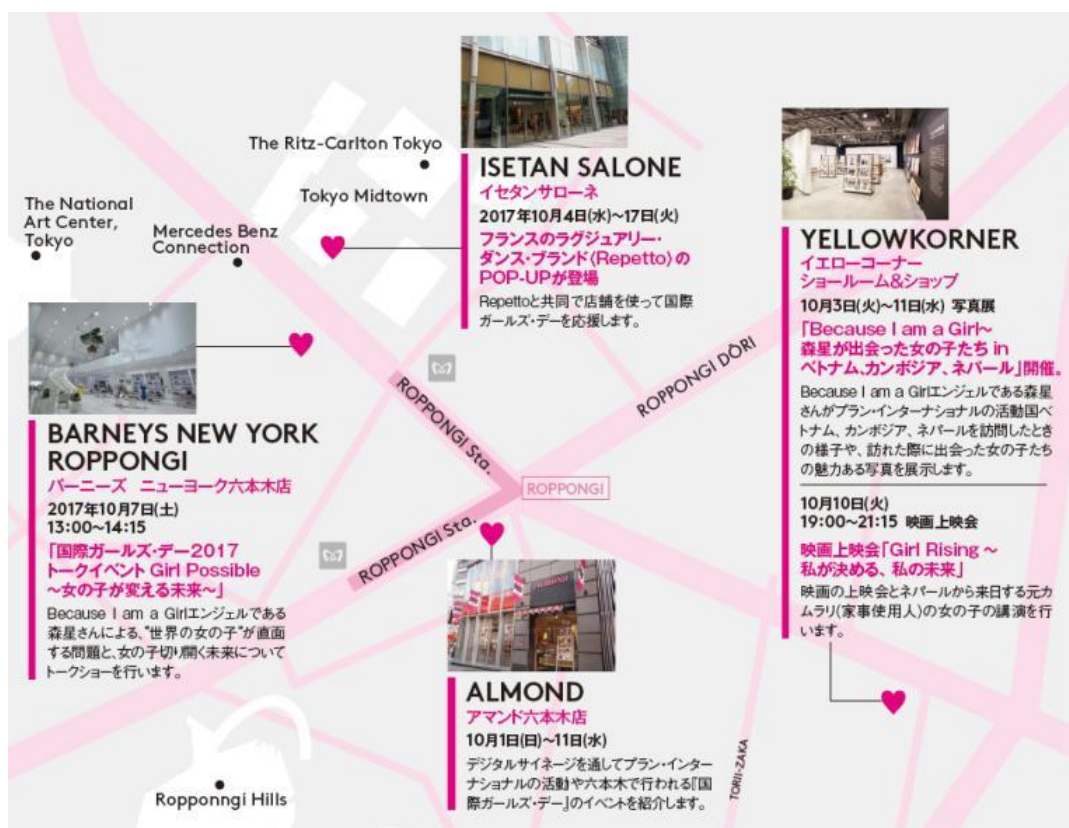 The Ritz-Carlton Tokyo
Tokyo Midtown
The National
Art Center,
Tokyo
Mercedes Benz
Connection
ISETAN SALONE
イセタンサローネ
2017年10月4日(水)~17日(火)
フランスのラグジュアリー・
ダンス・ブランド〈Repetto〉の
POP-UPが登場
Repettoと共同で店舗を使って国際
ガールズ・デーを応援します。
YELLOWKORNER
イエローコーナー
ショールーム&ショップ
10月3日(火)~11日(水) 写真展
「Because I am a Girl~
森星が出会った女の子たち in
ベトナム、カンボジア、ネパール」開催。
Because I am a Girlエンジェルである森星
さんがプラン・インターナショナルの活動国ベ
トナム、カンボジア、ネパールを訪問したとき
の様子や、訪れた際に出会った女の子たち
の魅力ある写真を展示します。
10月10日(火)
19:00~21:15 映画上映会
映画上映会「Girl Rising ~
私が決める、私の未来」
映画の上映会とネパールから来日する元カ
ムラリ(家事使用人)の女の子の講演を行
います。
BARNEYS NEW YORK
ROPPONGI
バーニーズ ニューヨーク六本木店
2017年10月7日(土)
13:00~14:15
「国際ガールズ・デー2017
トークイベント Girl Possible
~女の子が変える未来~」
Because I am a Girlエンジェルである
森星さんによる、"世界の女の子"が直面
する問題と、女の子切り開く未来について
トークショーを行います。
ROPPONGI Sta.
ROPPONGI DŌRI
ROPPONGI
ROPPONGI Sta.
ALMOND
ALMOND
アマンド六本木店
10月1日(日)~11日(水)
デジタルサイネージを通してプラン・インター
ナショナルの活動や六本木で行われる『国
際ガールズ・デー』のイベントを紹介します。
TORII-ZAKA
Ropponngi Hills